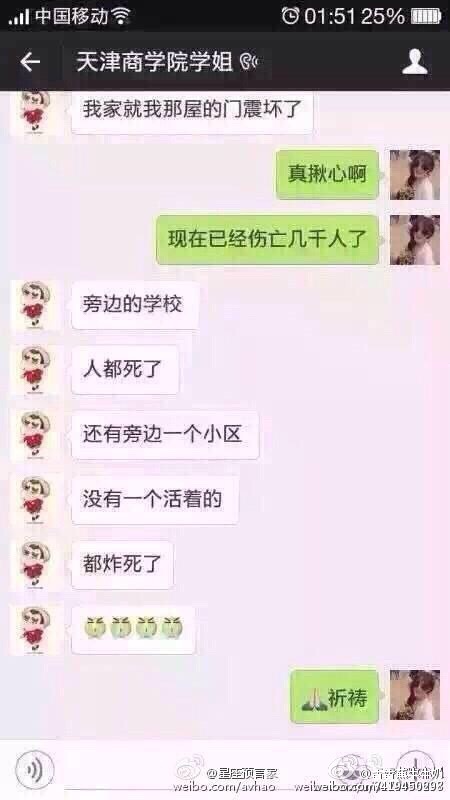 中国移动
01:51 25%
天津商学院学姐
我家就我那屋的门震坏了
真揪心啊
现在已经伤亡几千人了
旁边的学校
人都死了
还有旁边一个小区
没有一个活着的
都炸死了
🙏祈祷
@星座预言家
weibo.com/avhao